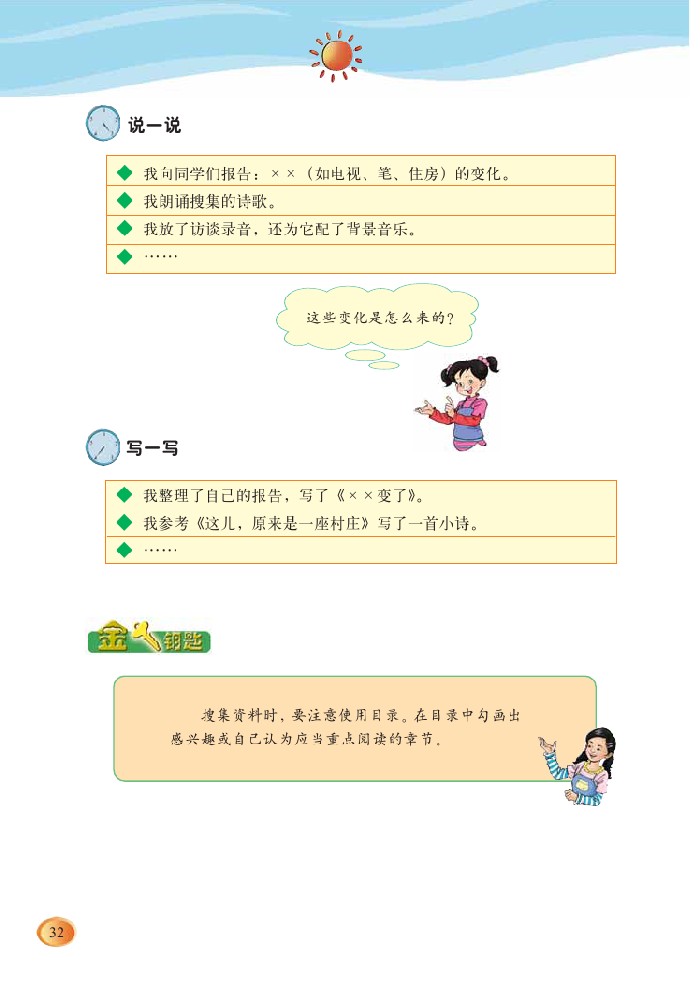 说一说
我向同学们报告：××（如电视、笔、住房）的变化。
我朗诵搜集的诗歌。
我放了访谈录音，还为它配了背景音乐。
……
这些变化是怎么来的？
写一写
我整理了自己的报告，写了《××变了》。
我参考《这儿，原来是一座村庄》写了一首小诗。
……
金钥匙
搜集资料时，要注意使用目录。在目录中勾画出
感兴趣或自己认为应当重点阅读的章节。
32